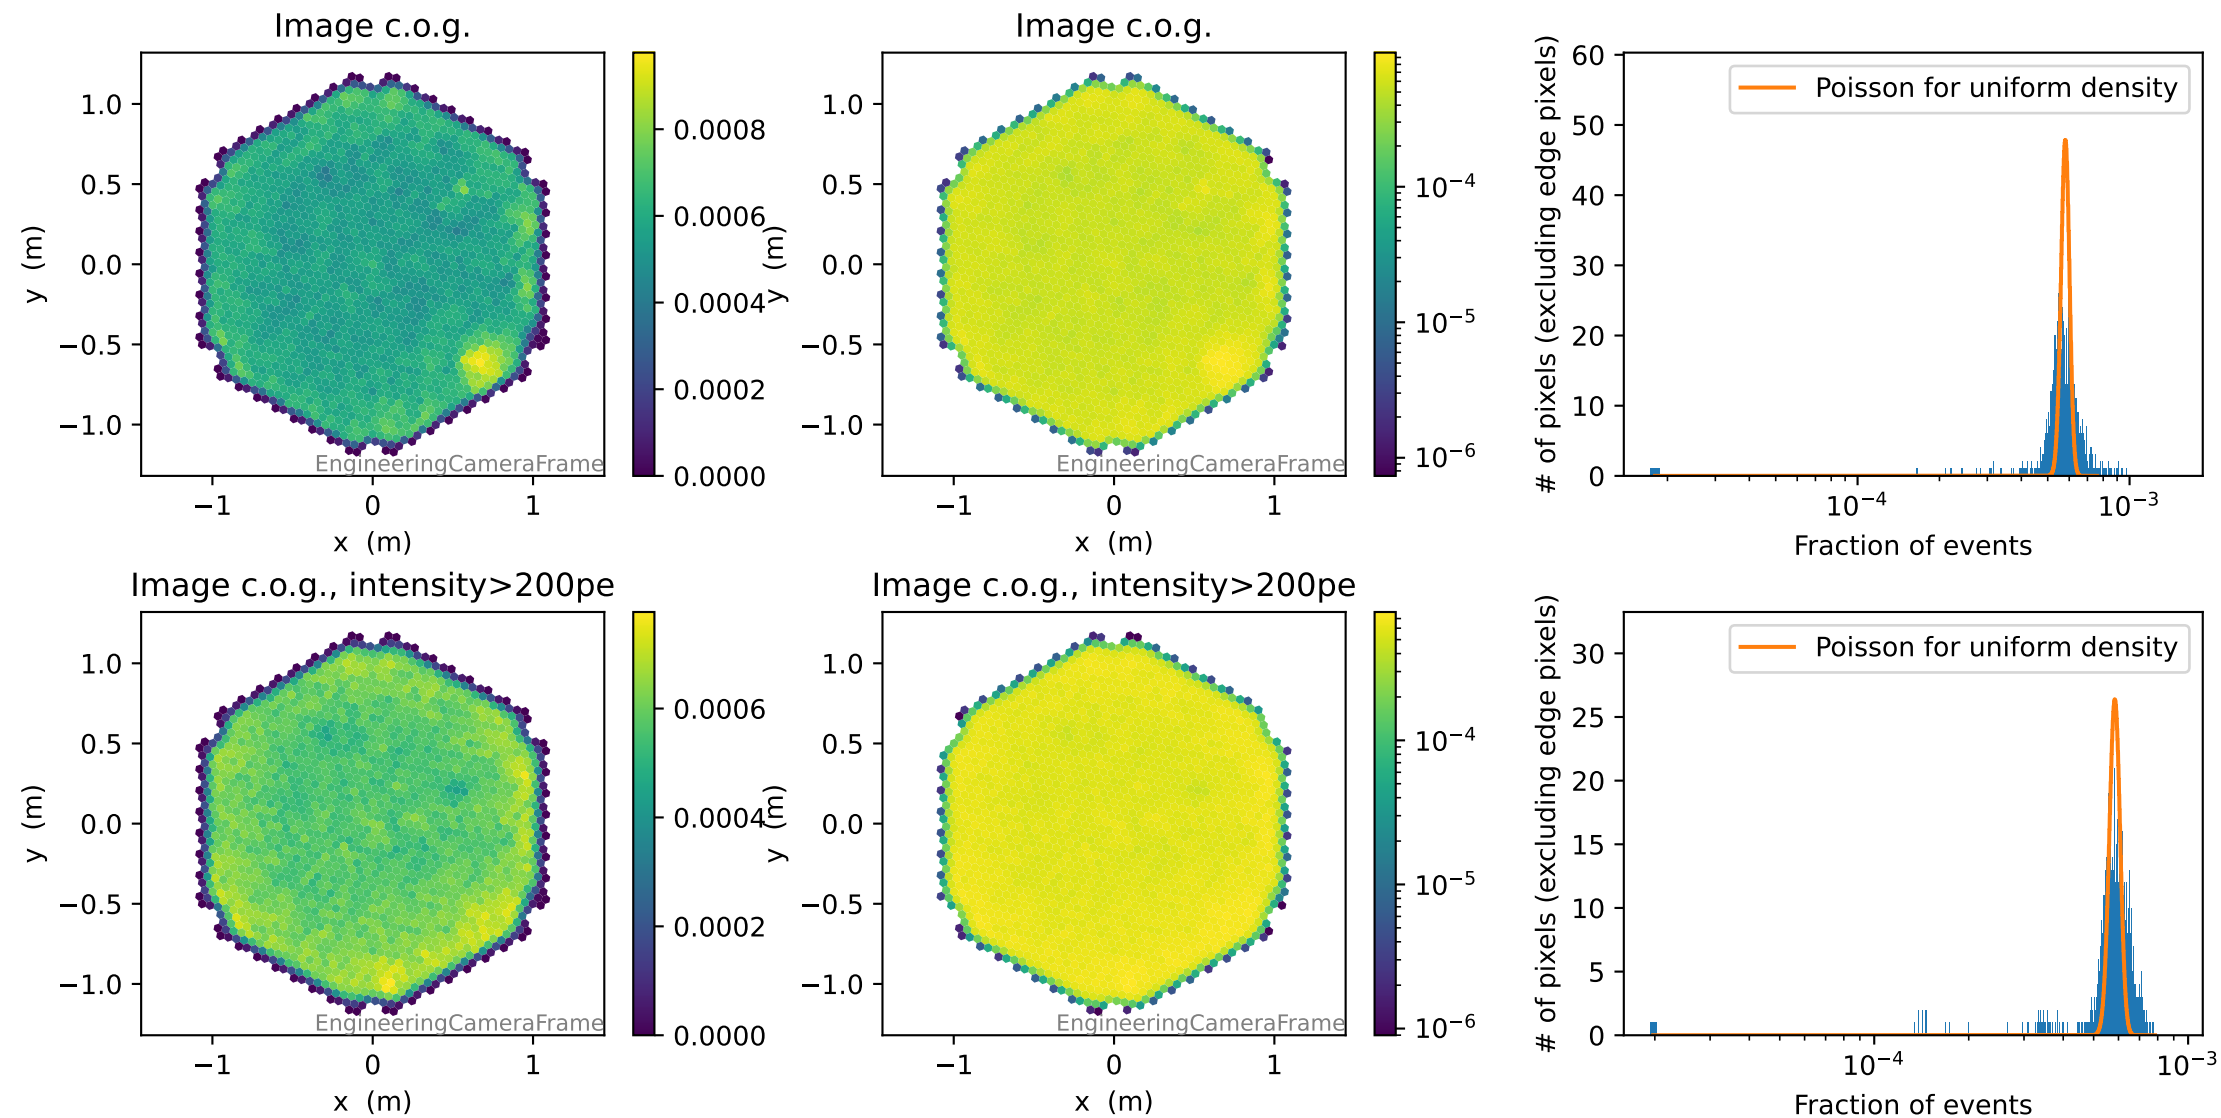 Image c.o.g.
1.0
0.5
0.0
−0.5
−1.0
y (m)
−1
0
1
x (m)
EngineeringCameraFrame
0.0008
0.0006
0.0004
0.0002
0.0000
Image c.o.g.
1.0
0.5
0.0
−0.5
−1.0
y (m)
−1
0
1
x (m)
EngineeringCameraFrame
10⁻⁴
10⁻⁵
10⁻⁶
60
50
40
30
20
10
0
# of pixels (excluding edge pixels)
Poisson for uniform density
10⁻⁴
10⁻³
Fraction of events
Image c.o.g., intensity>200pe
1.0
0.5
0.0
−0.5
−1.0
y (m)
−1
0
1
x (m)
EngineeringCameraFrame
0.0006
0.0004
0.0002
0.0000
Image c.o.g., intensity>200pe
1.0
0.5
0.0
−0.5
−1.0
y (m)
−1
0
1
x (m)
EngineeringCameraFrame
10⁻⁴
10⁻⁵
10⁻⁶
30
25
20
15
10
5
0
# of pixels (excluding edge pixels)
Poisson for uniform density
10⁻⁴
10⁻³
Fraction of events